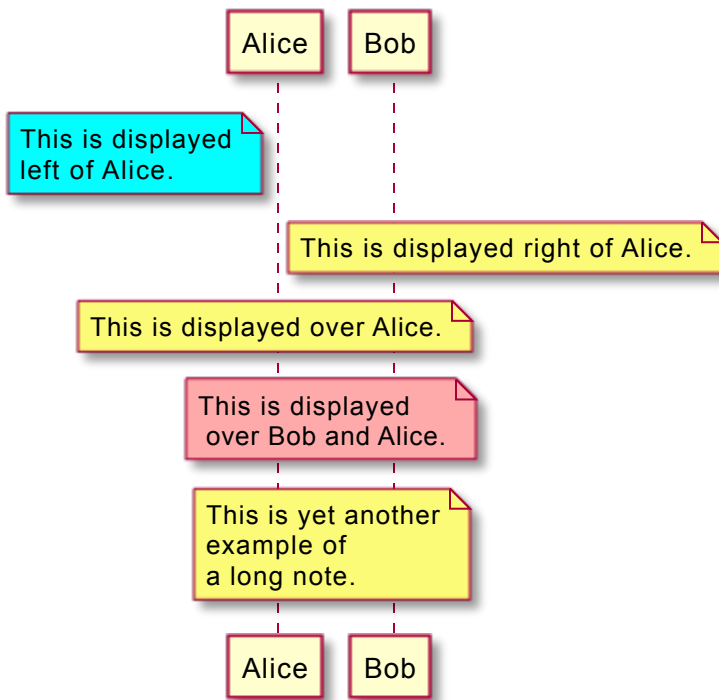 Alice
Bob
This is displayed
left of Alice.
This is displayed right of Alice.
This is displayed over Alice.
This is displayed
over Bob and Alice.
This is yet another
example of
a long note.
Alice
Bob